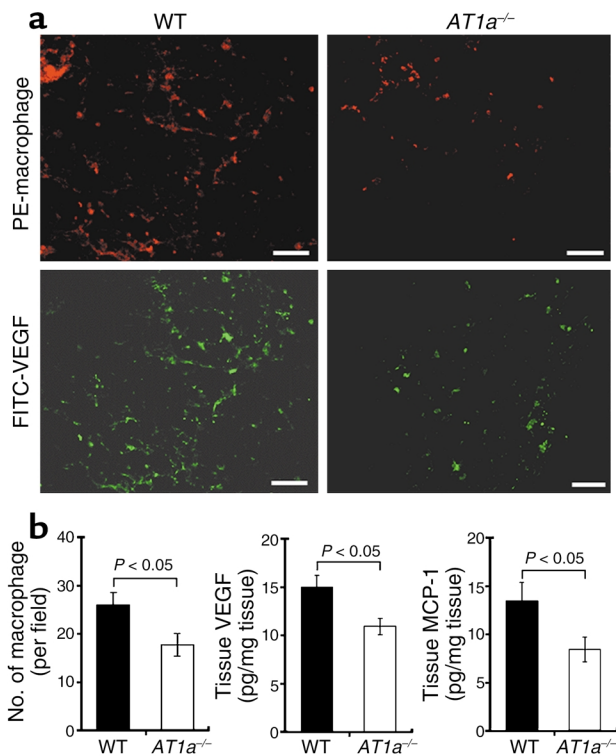 a
WT
AT1a–/–
PE-macrophage
FITC-VEGF
b
No. of macrophage
(per field)
40
30
20
10
0
P < 0.05
WT
AT1a–/–
Tissue VEGF
(pg/mg tissue)
20
15
10
5
0
P < 0.05
WT
AT1a–/–
Tissue MCP-1
(pg/mg tissue)
20
15
10
5
0
P < 0.05
WT
AT1a–/–